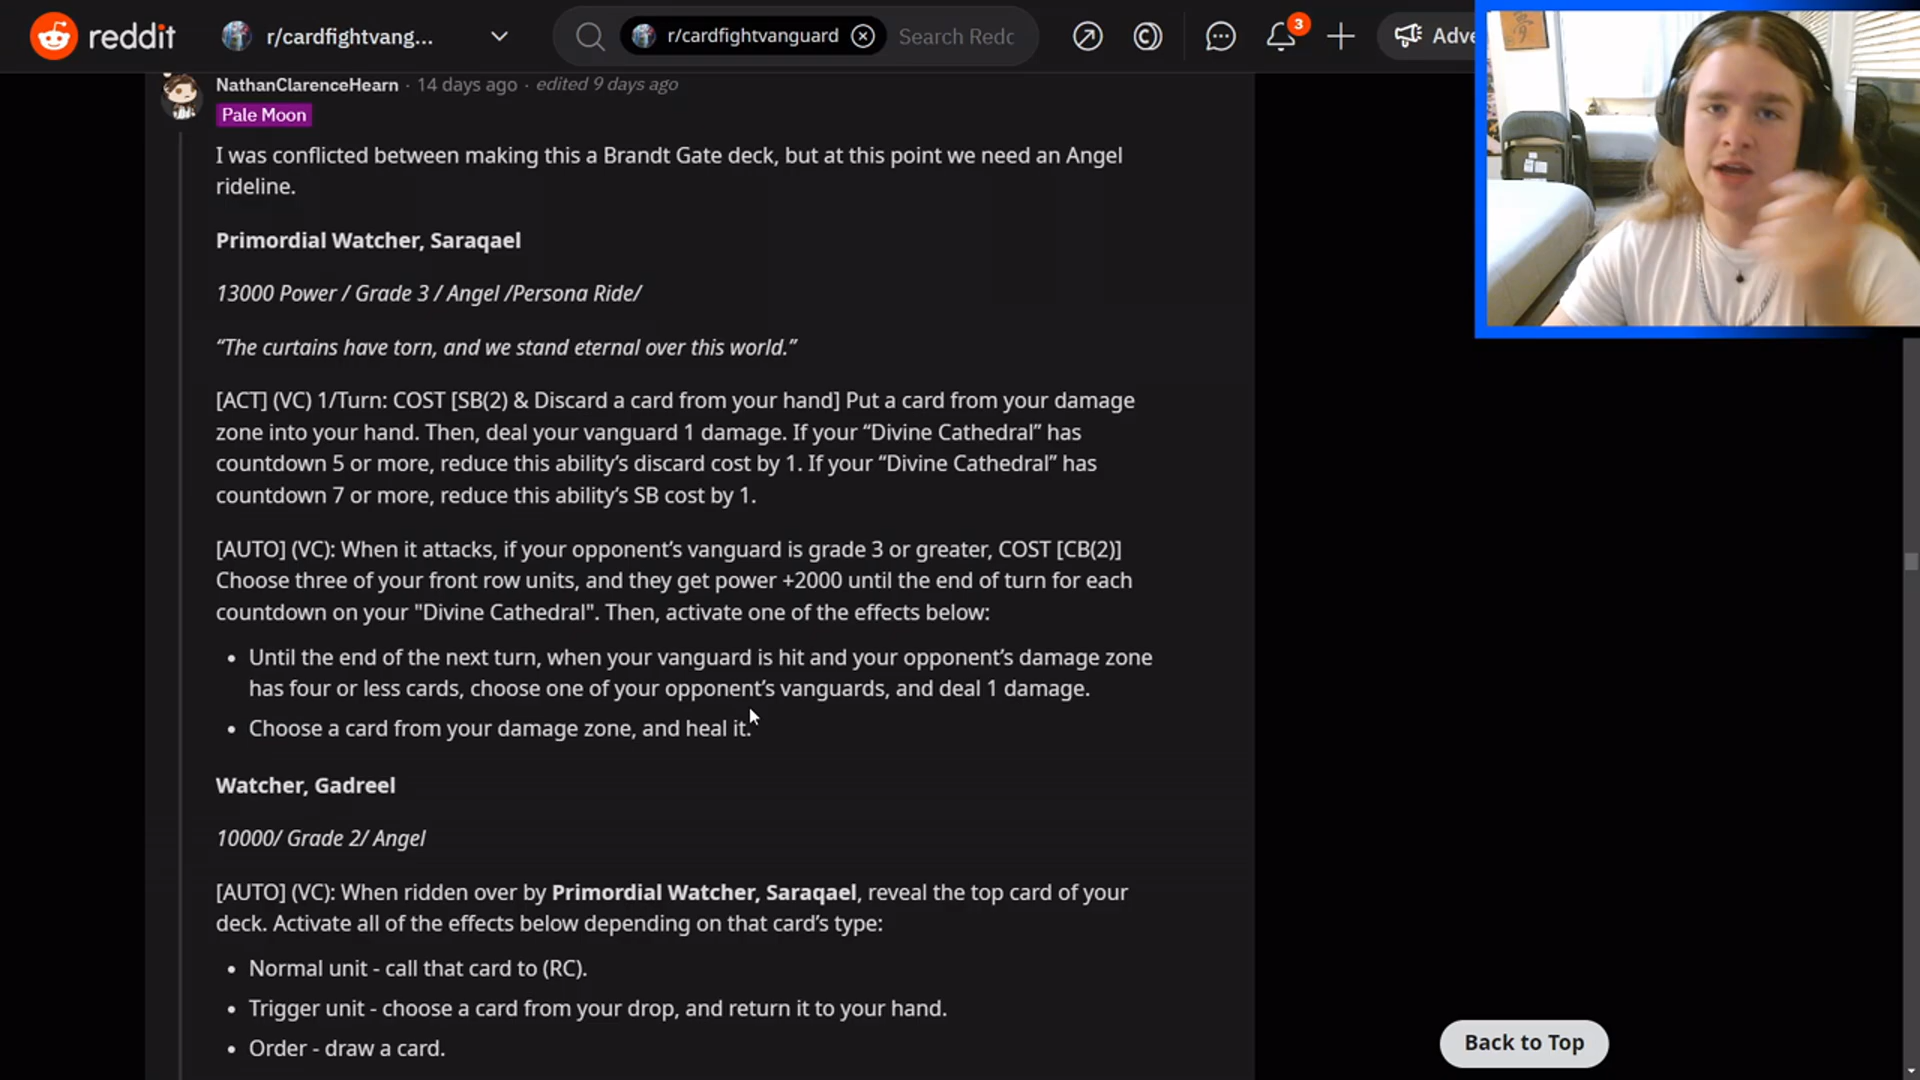 reddit r/cardfightvang... r/cardfightvanguard Search Redc 3 Adve
NathanClarenceHearn · 14 days ago · edited 9 days ago
Pale Moon
I was conflicted between making this a Brandt Gate deck, but at this point we need an Angel
rideline.
Primordial Watcher, Saraqael
13000 Power / Grade 3 / Angel /Persona Ride/
“The curtains have torn, and we stand eternal over this world.”
[ACT] (VC) 1/Turn: COST [SB(2) & Discard a card from your hand] Put a card from your damage
zone into your hand. Then, deal your vanguard 1 damage. If your “Divine Cathedral” has
countdown 5 or more, reduce this ability’s discard cost by 1. If your “Divine Cathedral” has
countdown 7 or more, reduce this ability’s SB cost by 1.
[AUTO] (VC): When it attacks, if your opponent’s vanguard is grade 3 or greater, COST [CB(2)]
Choose three of your front row units, and they get power +2000 until the end of turn for each
countdown on your "Divine Cathedral". Then, activate one of the effects below:
• Until the end of the next turn, when your vanguard is hit and your opponent’s damage zone
has four or less cards, choose one of your opponent’s vanguards, and deal 1 damage.
• Choose a card from your damage zone, and heal it.
Watcher, Gadreel
10000/ Grade 2/ Angel
[AUTO] (VC): When ridden over by Primordial Watcher, Saraqael, reveal the top card of your
deck. Activate all of the effects below depending on that card’s type:
• Normal unit - call that card to (RC).
• Trigger unit - choose a card from your drop, and return it to your hand.
• Order - draw a card.
Back to Top